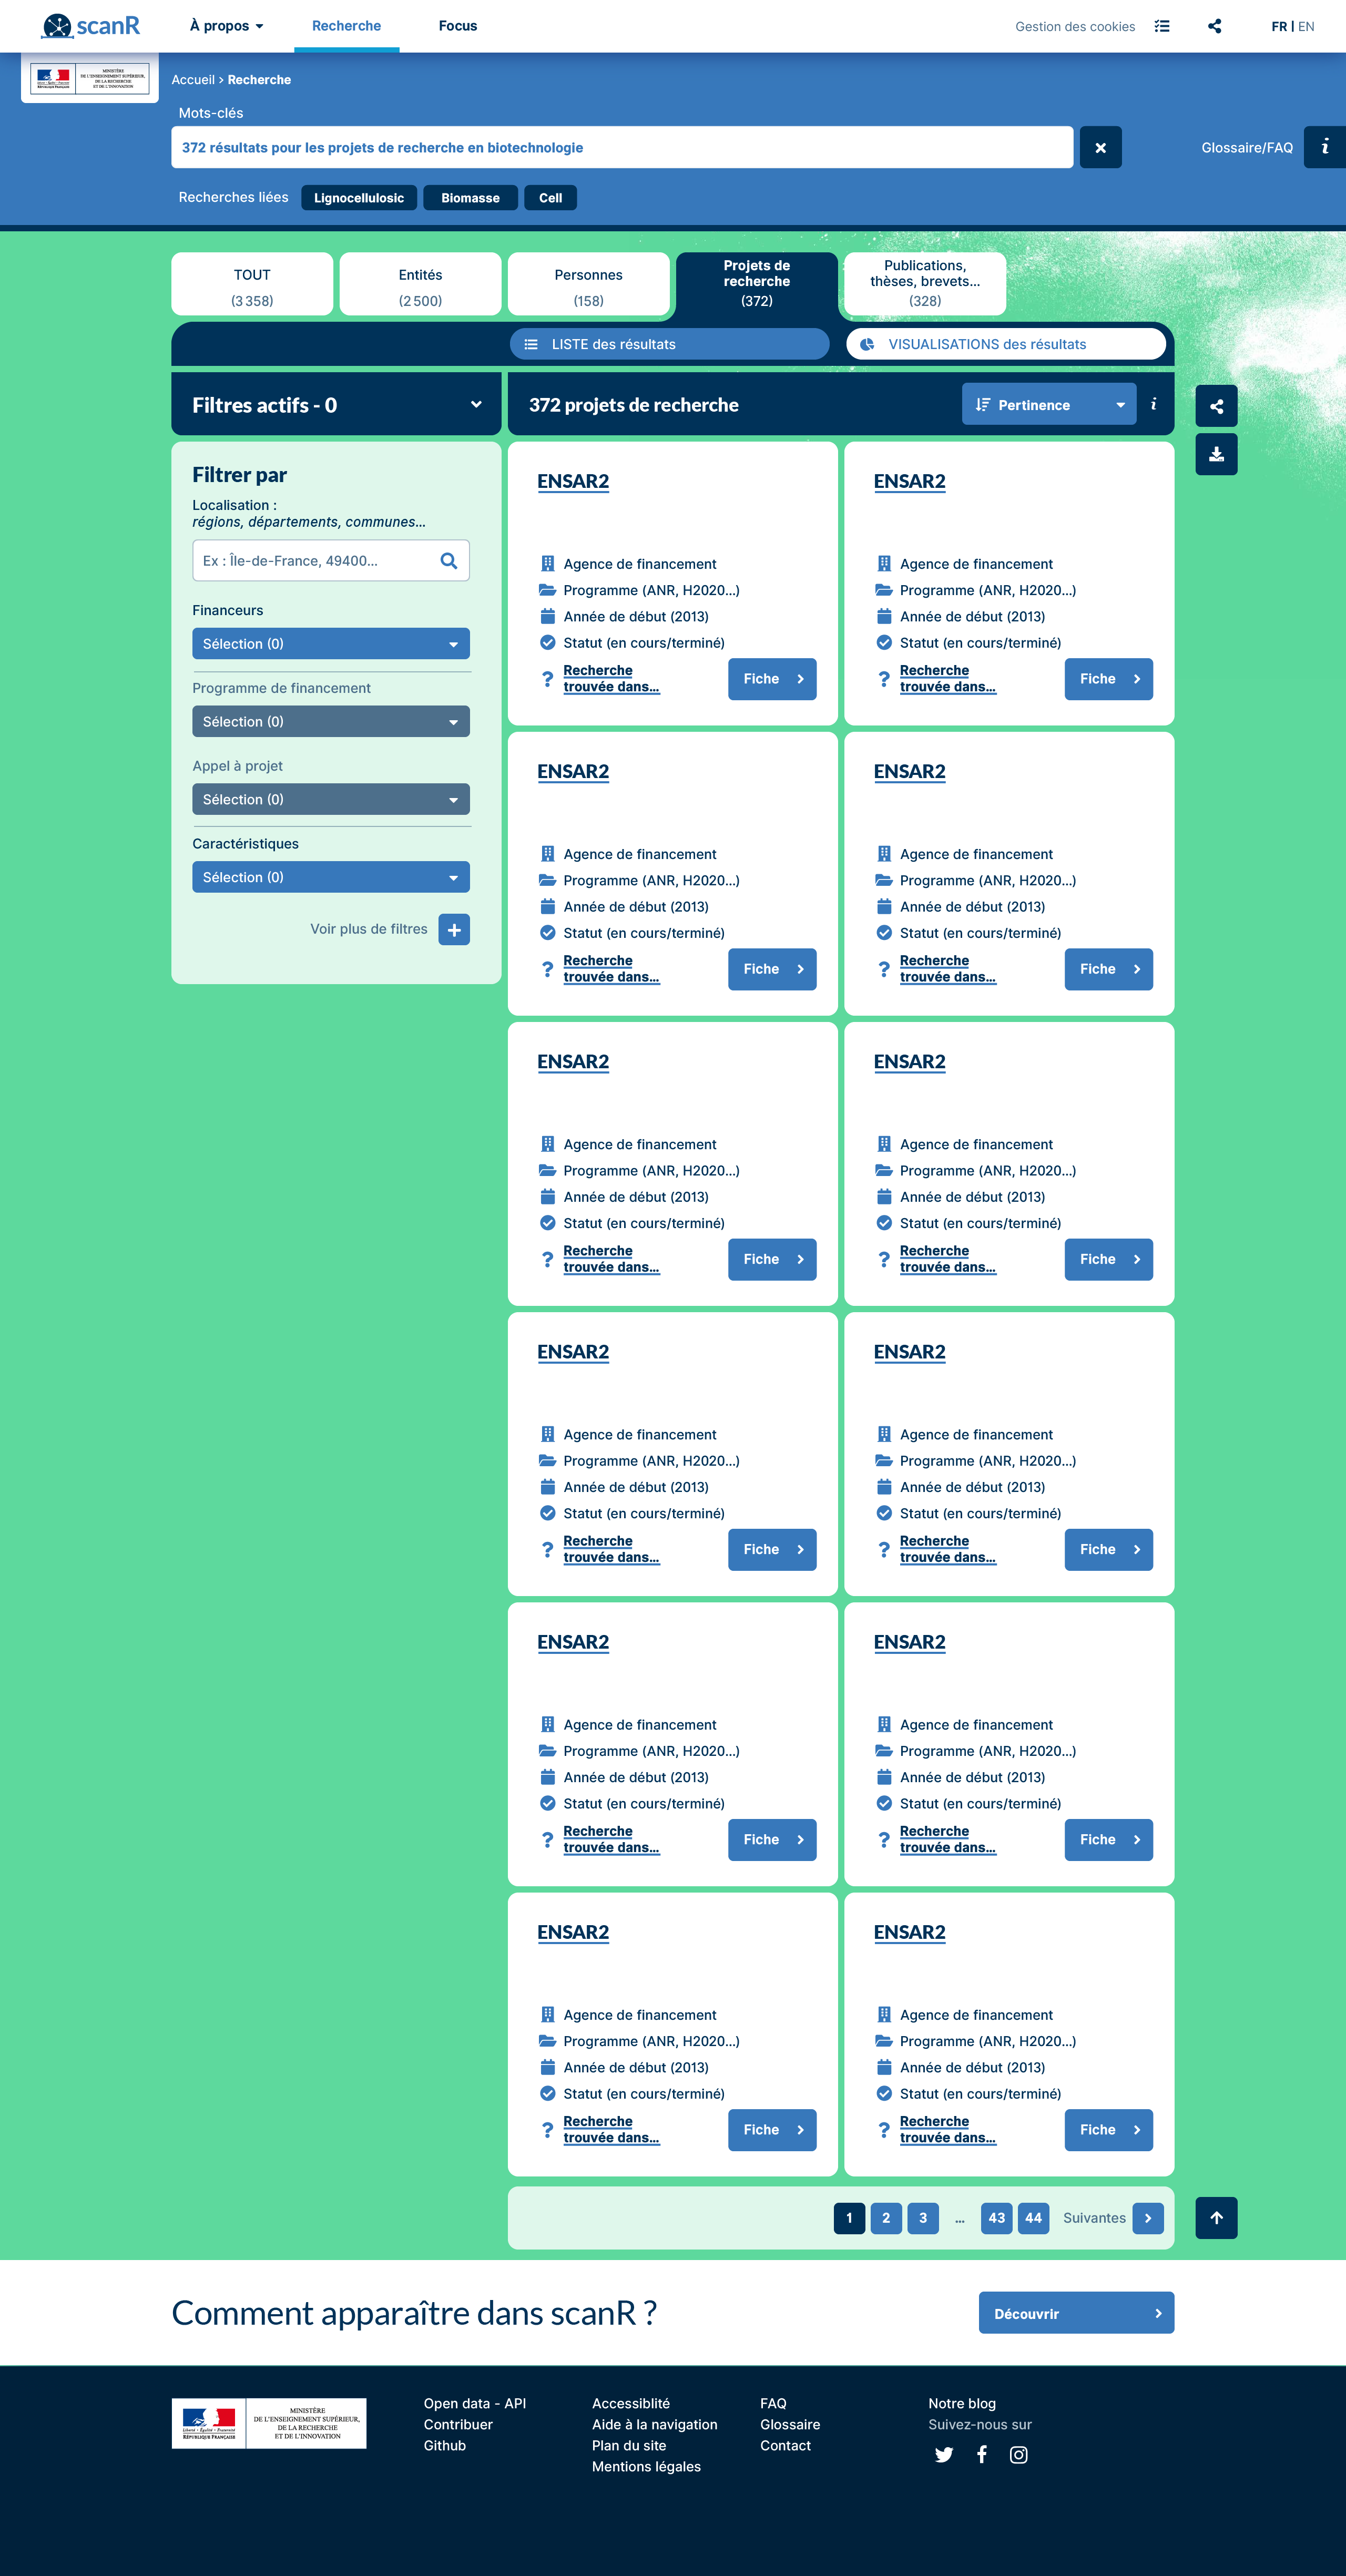 scanR
À propos
Recherche
Focus
Gestion des cookies
FR | EN
MINISTÈRE
DE L'ENSEIGNEMENT SUPÉRIEUR,
DE LA RECHERCHE
ET DE L'INNOVATION
Accueil > Recherche
Mots-clés
372 résultats pour les projets de recherche en biotechnologie
Glossaire/FAQ
Recherches liées
Lignocellulosic
Biomasse
Cell
TOUT
(3 358)
Entités
(2 500)
Personnes
(158)
Projets de
recherche
(372)
Publications,
thèses, brevets...
(328)
LISTE des résultats
VISUALISATIONS des résultats
Filtres actifs - 0
372 projets de recherche
Pertinence
Filtrer par
Localisation :
régions, départements, communes...
Ex : Île-de-France, 49400...
Financeurs
Sélection (0)
Programme de financement
Sélection (0)
Appel à projet
Sélection (0)
Caractéristiques
Sélection (0)
Voir plus de filtres
ENSAR2
Agence de financement
Programme (ANR, H2020...)
Année de début (2013)
Statut (en cours/terminé)
Recherche
trouvée dans...
Fiche
ENSAR2
Agence de financement
Programme (ANR, H2020...)
Année de début (2013)
Statut (en cours/terminé)
Recherche
trouvée dans...
Fiche
ENSAR2
Agence de financement
Programme (ANR, H2020...)
Année de début (2013)
Statut (en cours/terminé)
Recherche
trouvée dans...
Fiche
ENSAR2
Agence de financement
Programme (ANR, H2020...)
Année de début (2013)
Statut (en cours/terminé)
Recherche
trouvée dans...
Fiche
ENSAR2
Agence de financement
Programme (ANR, H2020...)
Année de début (2013)
Statut (en cours/terminé)
Recherche
trouvée dans...
Fiche
ENSAR2
Agence de financement
Programme (ANR, H2020...)
Année de début (2013)
Statut (en cours/terminé)
Recherche
trouvée dans...
Fiche
ENSAR2
Agence de financement
Programme (ANR, H2020...)
Année de début (2013)
Statut (en cours/terminé)
Recherche
trouvée dans...
Fiche
ENSAR2
Agence de financement
Programme (ANR, H2020...)
Année de début (2013)
Statut (en cours/terminé)
Recherche
trouvée dans...
Fiche
ENSAR2
Agence de financement
Programme (ANR, H2020...)
Année de début (2013)
Statut (en cours/terminé)
Recherche
trouvée dans...
Fiche
ENSAR2
Agence de financement
Programme (ANR, H2020...)
Année de début (2013)
Statut (en cours/terminé)
Recherche
trouvée dans...
Fiche
ENSAR2
Agence de financement
Programme (ANR, H2020...)
Année de début (2013)
Statut (en cours/terminé)
Recherche
trouvée dans...
Fiche
ENSAR2
Agence de financement
Programme (ANR, H2020...)
Année de début (2013)
Statut (en cours/terminé)
Recherche
trouvée dans...
Fiche
1 2 3 ... 43 44 Suivantes
Comment apparaître dans scanR ?
Découvrir
Liberté • Égalité • Fraternité
RÉPUBLIQUE FRANÇAISE
MINISTÈRE
DE L'ENSEIGNEMENT SUPÉRIEUR,
DE LA RECHERCHE
ET DE L'INNOVATION
Open data - API
Contribuer
Github
Accessiblité
Aide à la navigation
Plan du site
Mentions légales
FAQ
Glossaire
Contact
Notre blog
Suivez-nous sur